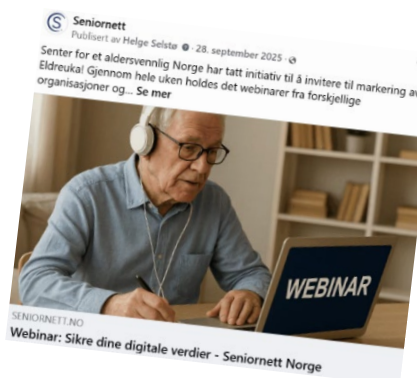 Seniornett
Publisert av Helge Seistø · 28. september 2025 ·
Senter for et aldersvennlig Norge har tatt initiativ til å invitere til markering av
Eldreuka! Gjennom hele uken holdes det webinarer fra forskjellige
organisasjoner og... Se mer
WEBINAR
SENIORNETT.NO
Webinar: Sikre dine digitale verdier - Seniornett Norge